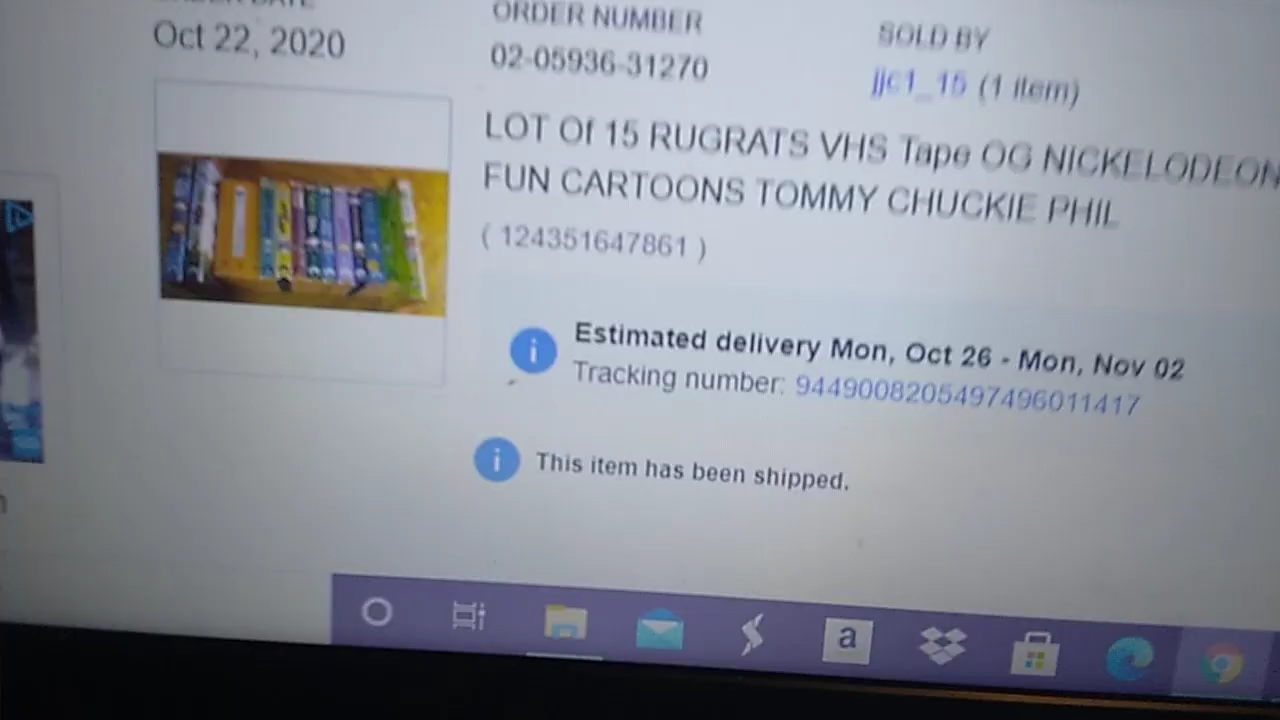 Oct 22, 2020
ORDER NUMBER
02-05936-31270
SOLD BY
jjc1_15 (1 item)
LOT Of 15 RUGRATS VHS Tape OG NICKELODEON
FUN CARTOONS TOMMY CHUCKIE PHIL
( 124351647861 )
Estimated delivery Mon, Oct 26 - Mon, Nov 02
Tracking number: 9449008205497496011417
This item has been shipped.
a